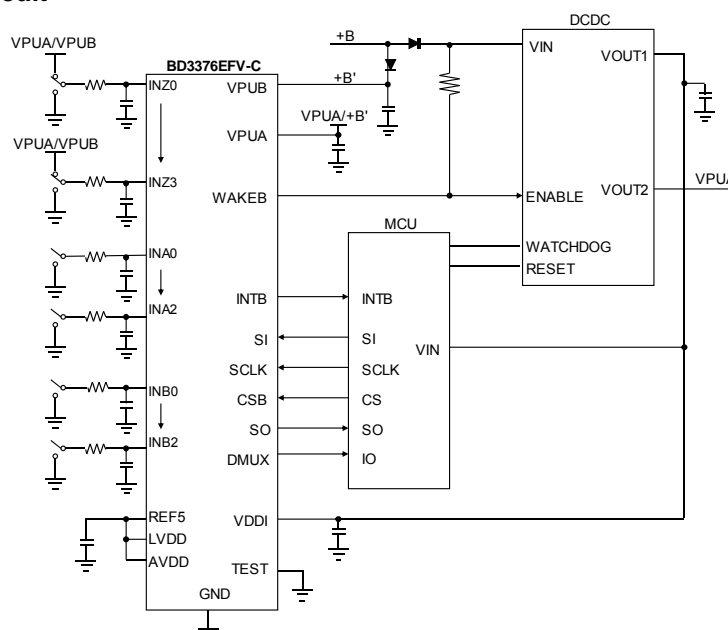 +B
DCDC
VPUA/VPUB
VIN
VOUT1
BD3376EFV-C
INZ0
VPUB
+B'
VPUA/+B'
VPUA
VPUA/VPUB
INZ3
WAKEB
ENABLE
VOUT2
MCU
WATCHDOG
RESET
INA0
INTB
INTB
INA2
SI
SI
VIN
SCLK
SCLK
INB0
CSB
CS
SO
SO
INB2
DMUX
IO
REF5
VDDI
LVDD
AVDD
TEST
GND